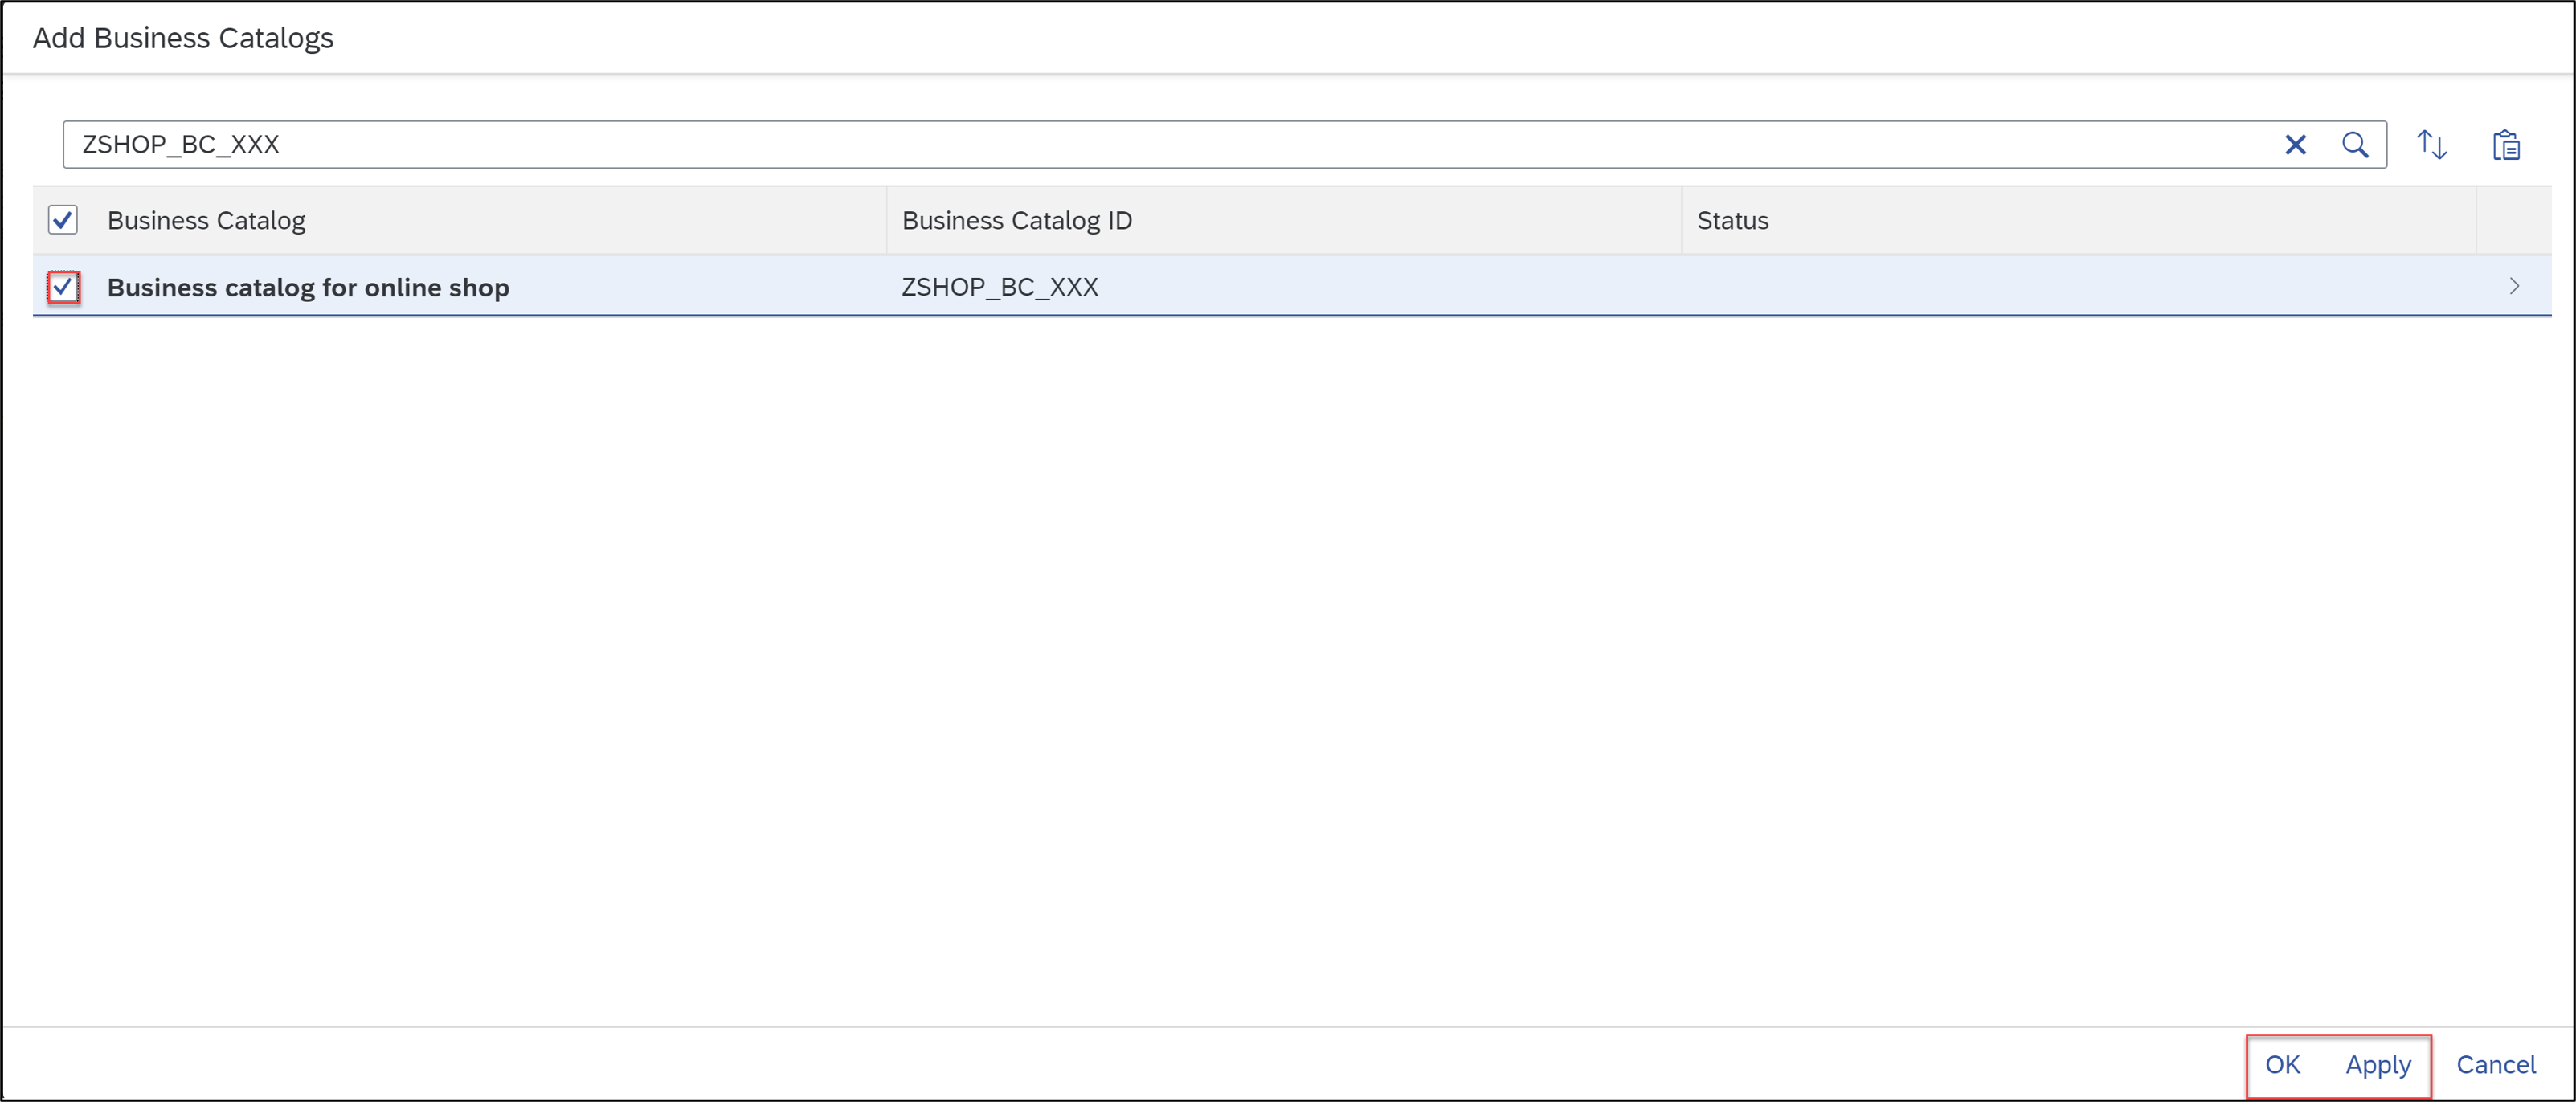 Add Business Catalogs
ZSHOP_BC_XXX
Business Catalog Business Catalog ID Status
Business catalog for online shop ZSHOP_BC_XXX
OK Apply Cancel